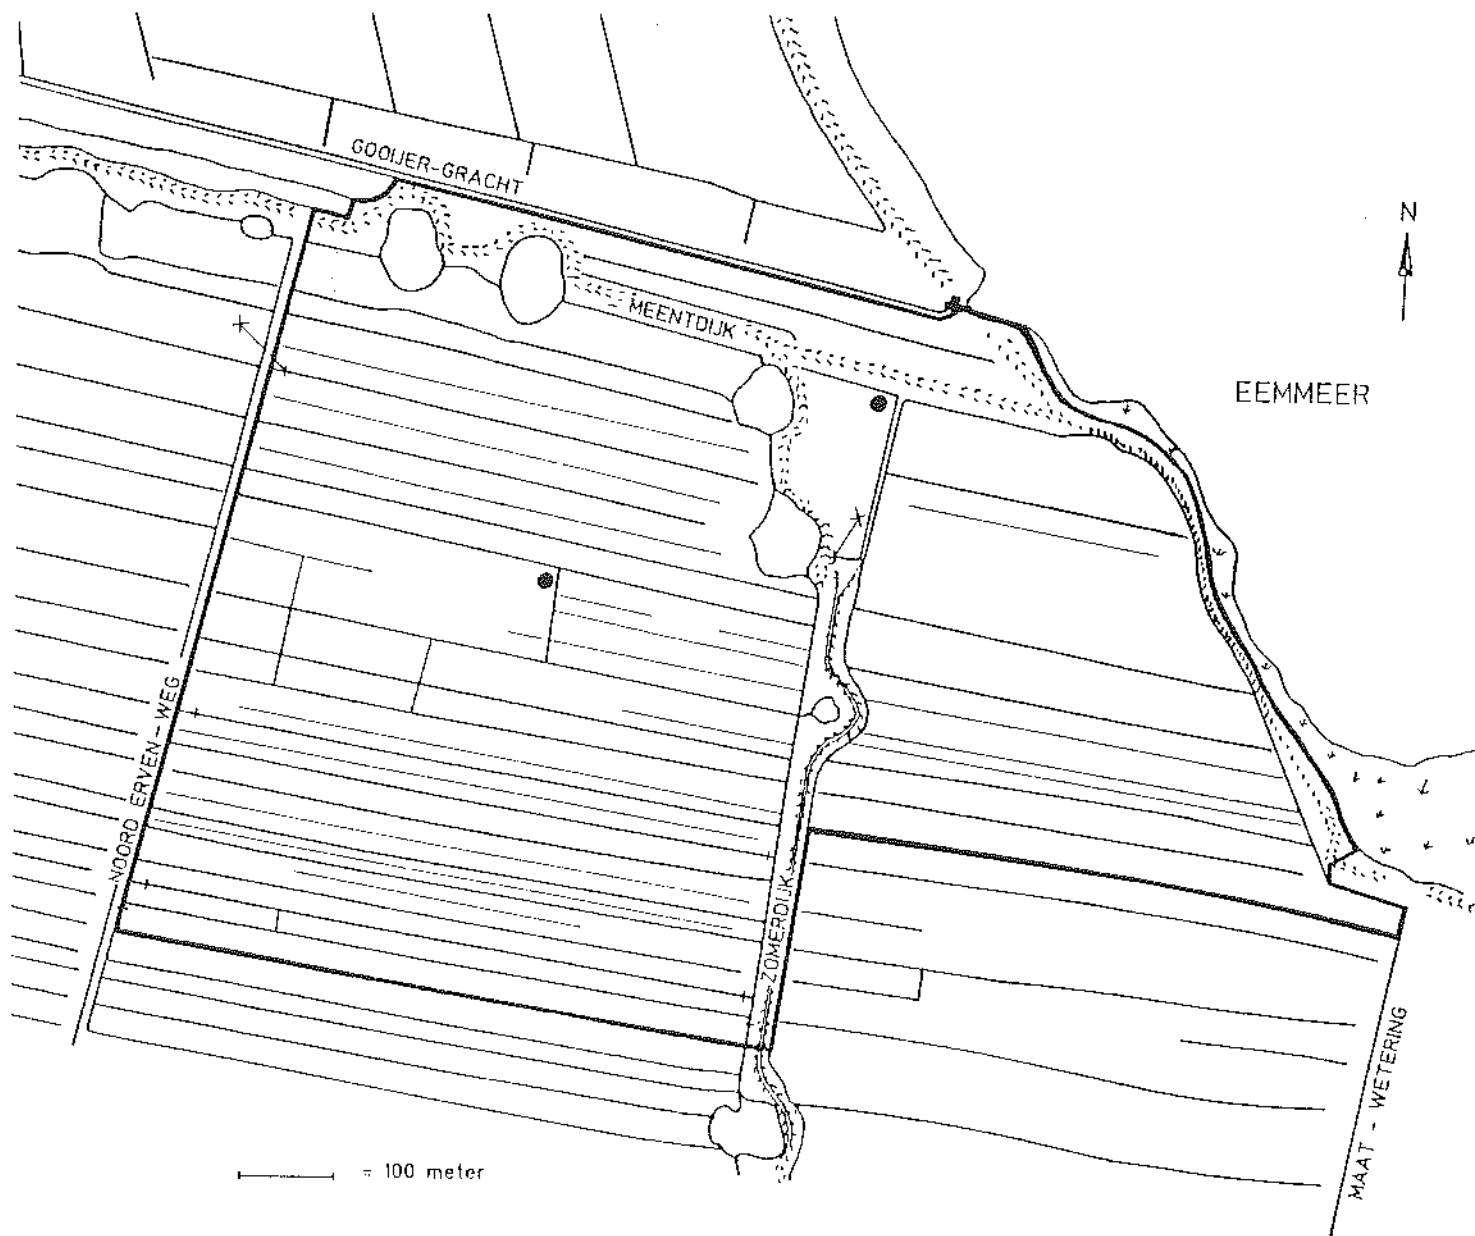 GOOIJER-GRACHT
N
MEENTDIJK
EEMMEER
NOORD ERVEN-WEG
ZOMERDIJK
MAAT - WETERING
= 100 meter